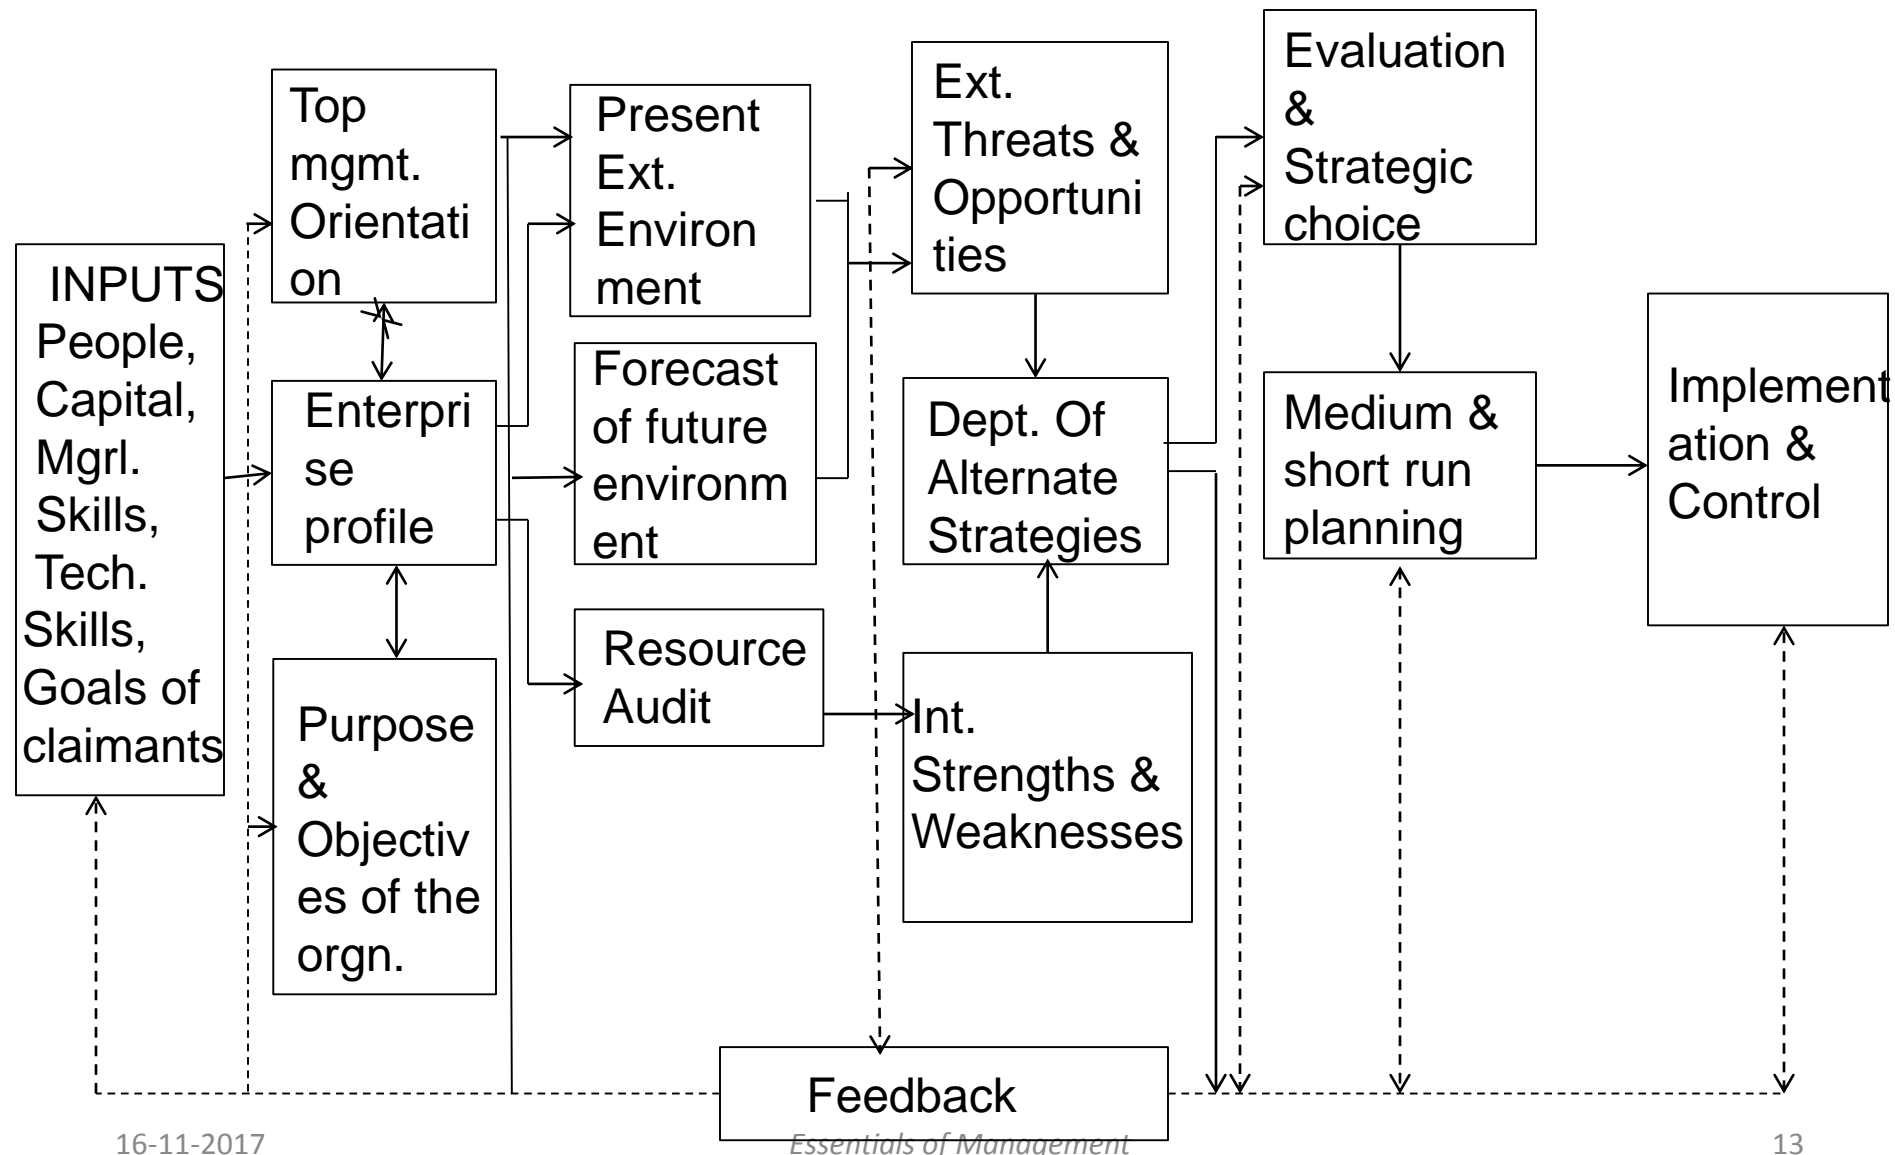 INPUTS
People,
Capital,
Mgrl.
Skills,
Tech.
Skills,
Goals of
claimants
Top
mgmt.
Orientati
on
Enterpri
se
profile
Purpose
&
Objectiv
es of the
orgn.
Present
Ext.
Environ
ment
Forecast
of future
environm
ent
Resource
Audit
Ext.
Threats &
Opportuni
ties
Dept. Of
Alternate
Strategies
Int.
Strengths &
Weaknesses
Evaluation
&
Strategic
choice
Medium &
short run
planning
Implement
ation &
Control
Feedback
16-11-2017
Essentials of Management
13